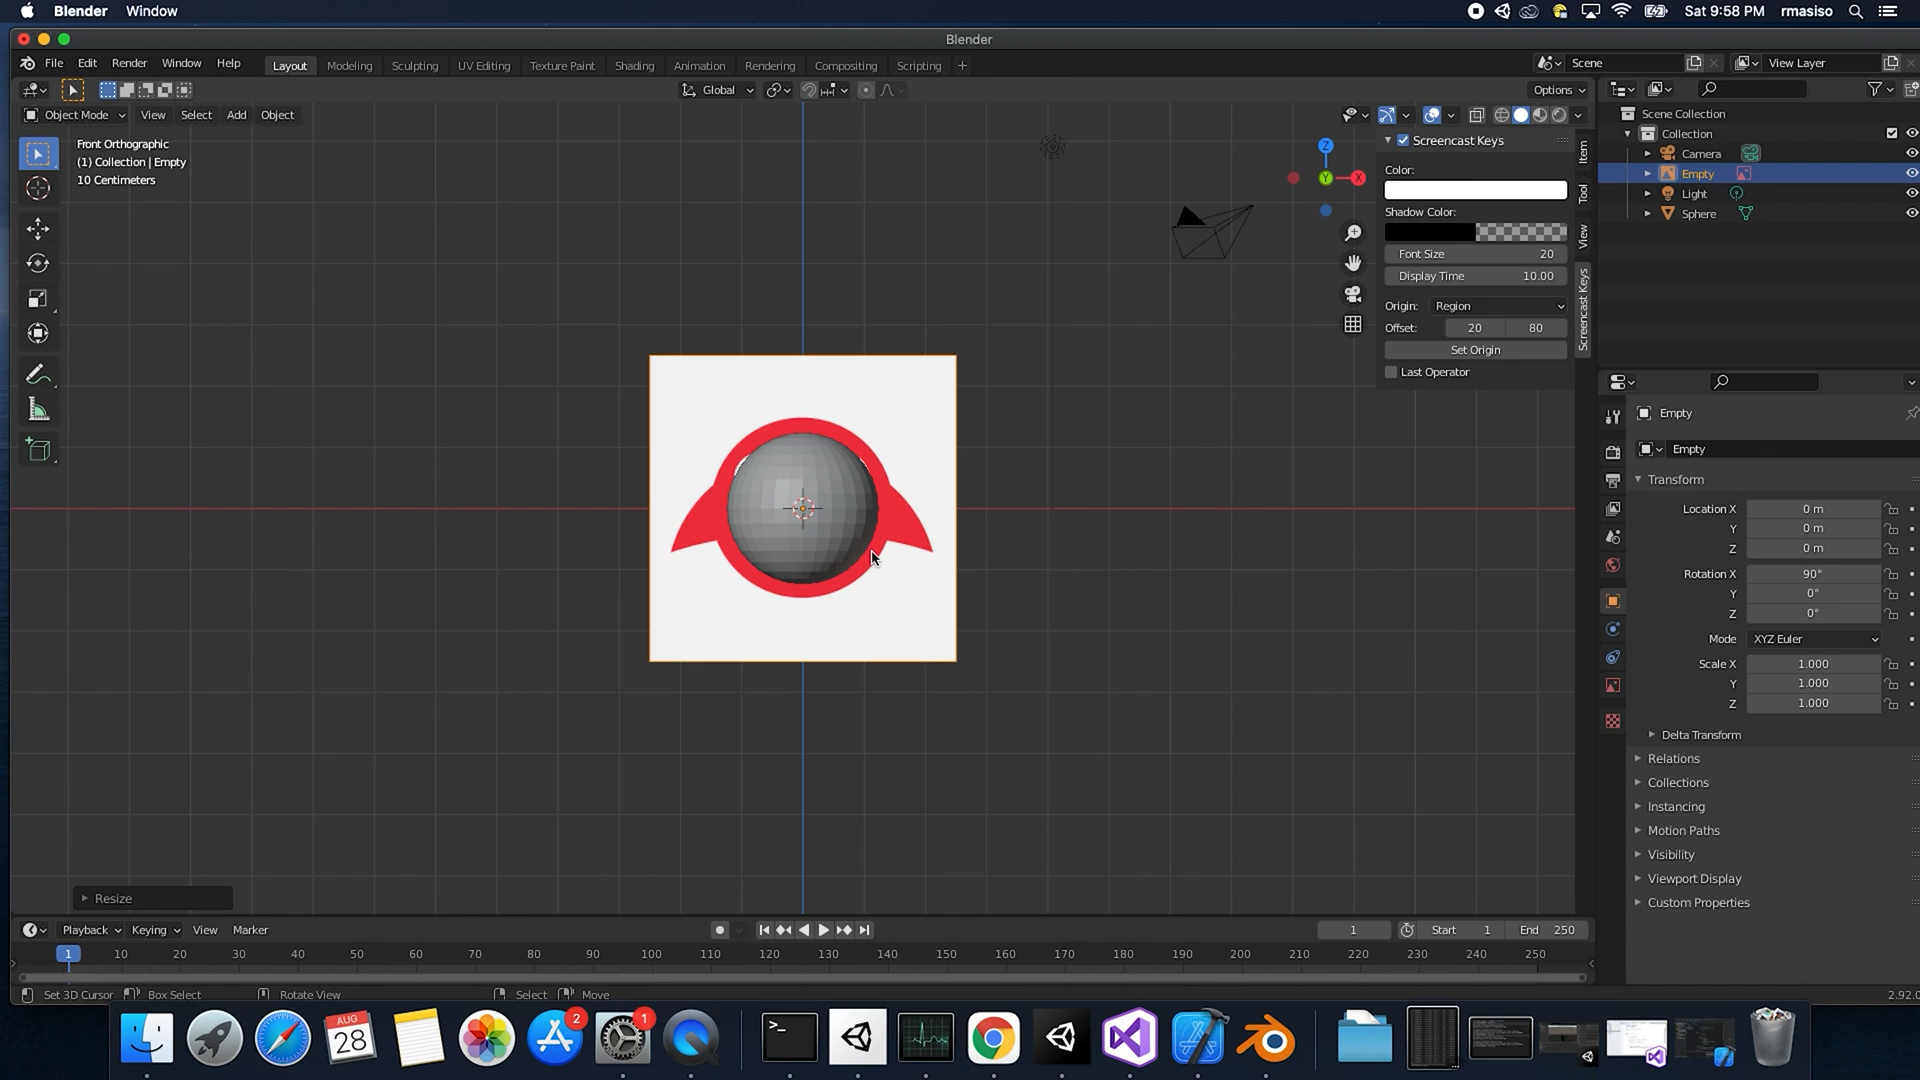 Blender Window Sat 9:58 PM rmasiso
Blender
File Edit Render Window Help Layout Modeling Sculpting UV Editing Texture Paint Shading Animation Rendering Compositing Scripting + Scene View Layer
Global Options
Object Mode View Select Add Object
Front Orthographic
(1) Collection | Empty
10 Centimeters
Z
Y
X
Screencast Keys
Color:
Shadow Color:
Font Size 20
Display Time 10.00
Origin: Region
Offset: 20 80
Set Origin
Last Operator
Item
Tool
View
Screencast Keys
Scene Collection
Collection
Camera
Empty
Light
Sphere
Empty
Empty
Transform
Location X 0 m
Y 0 m
Z 0 m
Rotation X 90°
Y 0°
Z 0°
Mode XYZ Euler
Scale X 1.000
Y 1.000
Z 1.000
Delta Transform
Relations
Collections
Instancing
Motion Paths
Visibility
Viewport Display
Custom Properties
Resize
Playback Keying View Marker 1 Start 1 End 250
1 10 20 30 40 50 60 70 80 90 100 110 120 130 140 150 160 170 180 190 200 210 220 230 240 250
Set 3D Cursor Box Select Rotate View Select Move 2.92.0
AUG
28
2
1
>_